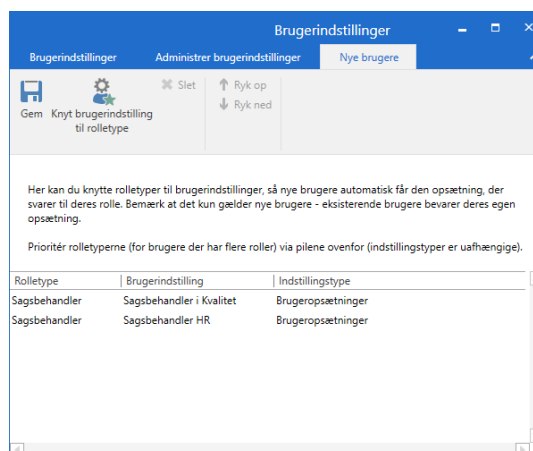 Brugerindstillinger
Brugerindstillinger Administrer brugerindstillinger Nye brugere
Gem Knyt brugerindstilling til rolletype Slet Ryk op
Ryk ned
Her kan du knytte rolletyper til brugerindstillinger, så nye brugere automatisk får den opsætning, der
svarer til deres rolle. Bemærk at det kun gælder nye brugere - eksisterende brugere bevarer deres egen
opsætning.
Prioritér rolletyperne (for brugere der har flere roller) via pilene ovenfor (indstillingstyper er uafhængige).
Rolletype Brugerindstilling Indstillingstype
Sagsbehandler Sagsbehandler i Kvalitet Brugeropsætninger
Sagsbehandler Sagsbehandler HR Brugeropsætninger